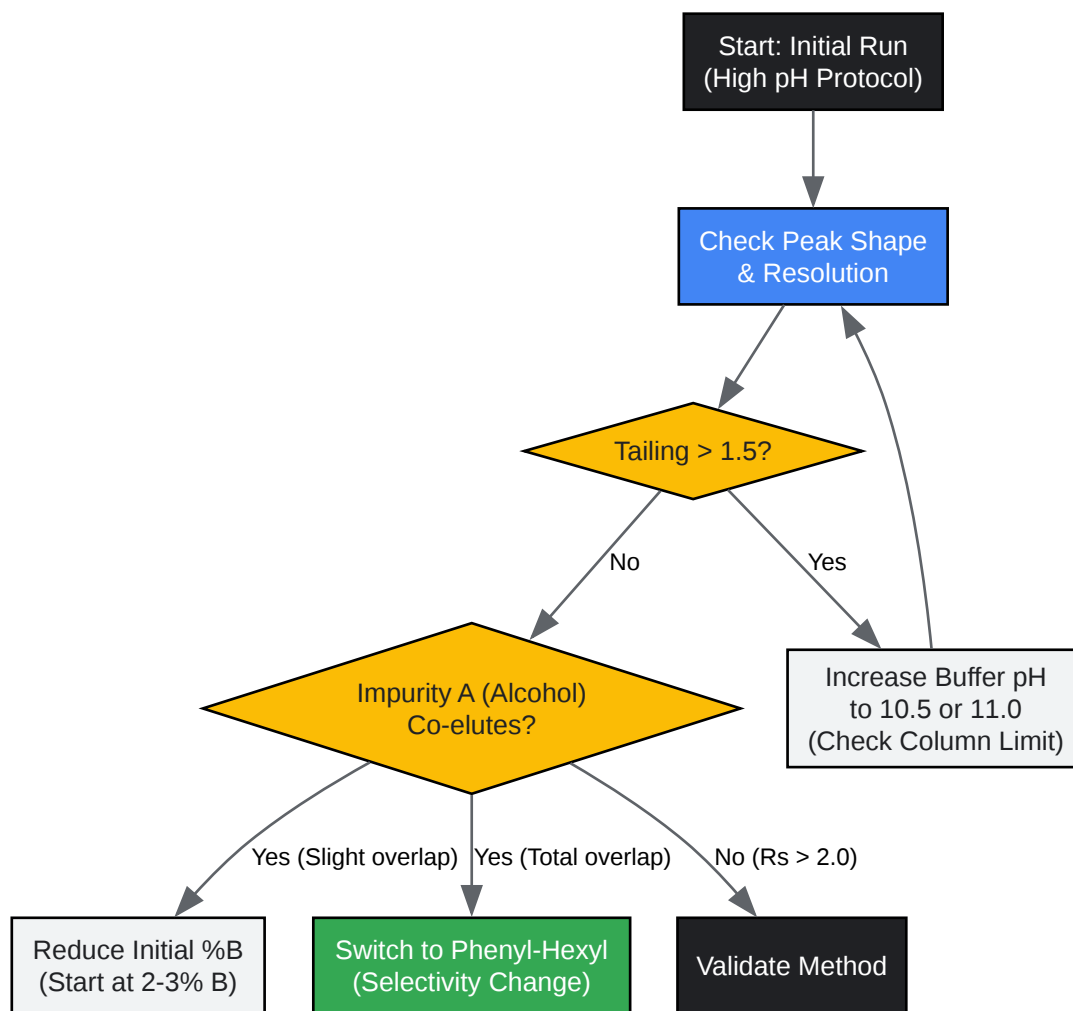 Start: Initial Run
(High pH Protocol)
Check Peak Shape
& Resolution
Tailing > 1.5?
No
Yes
Impurity A (Alcohol)
Co-elutes?
Increase Buffer pH
to 10.5 or 11.0
(Check Column Limit)
Yes (Slight overlap)
Yes (Total overlap)
No (Rs > 2.0)
Reduce Initial %B
(Start at 2-3% B)
Switch to Phenyl-Hexyl
(Selectivity Change)
Validate Method